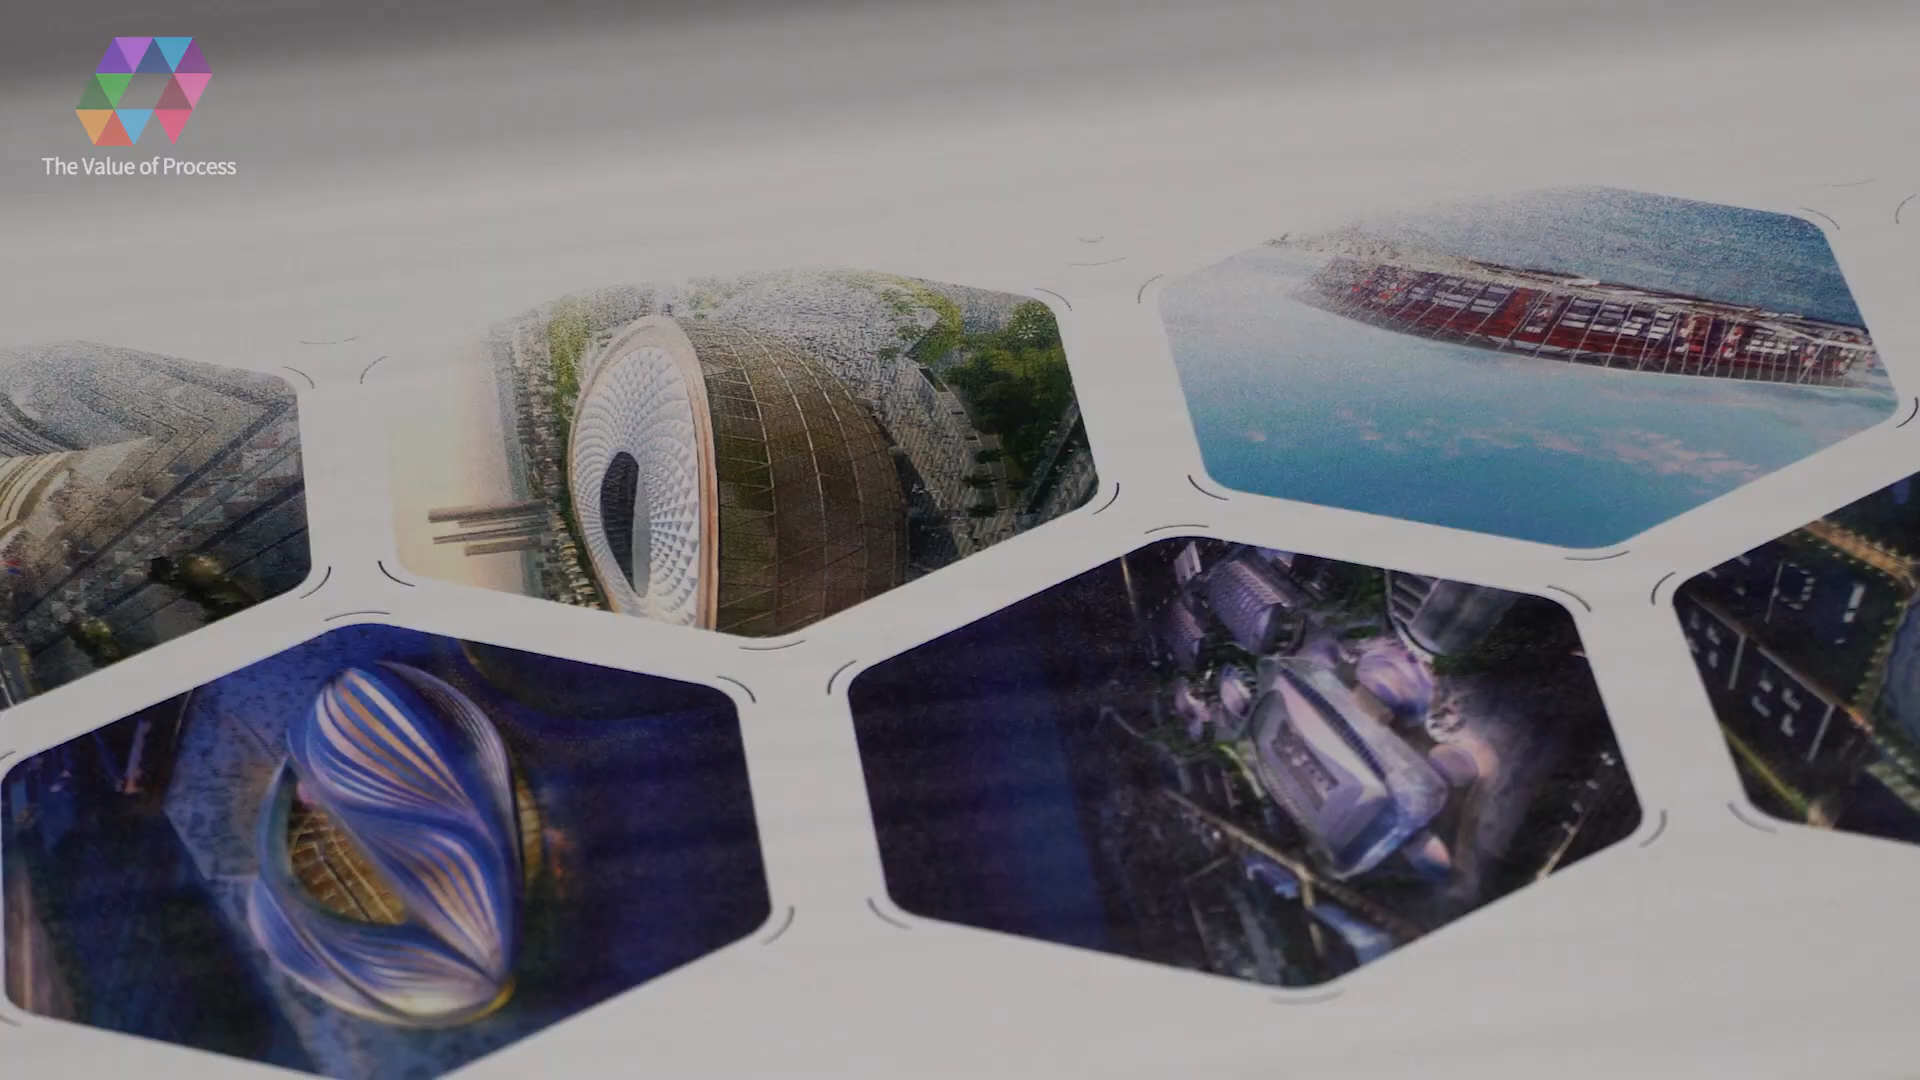 The Value of Process